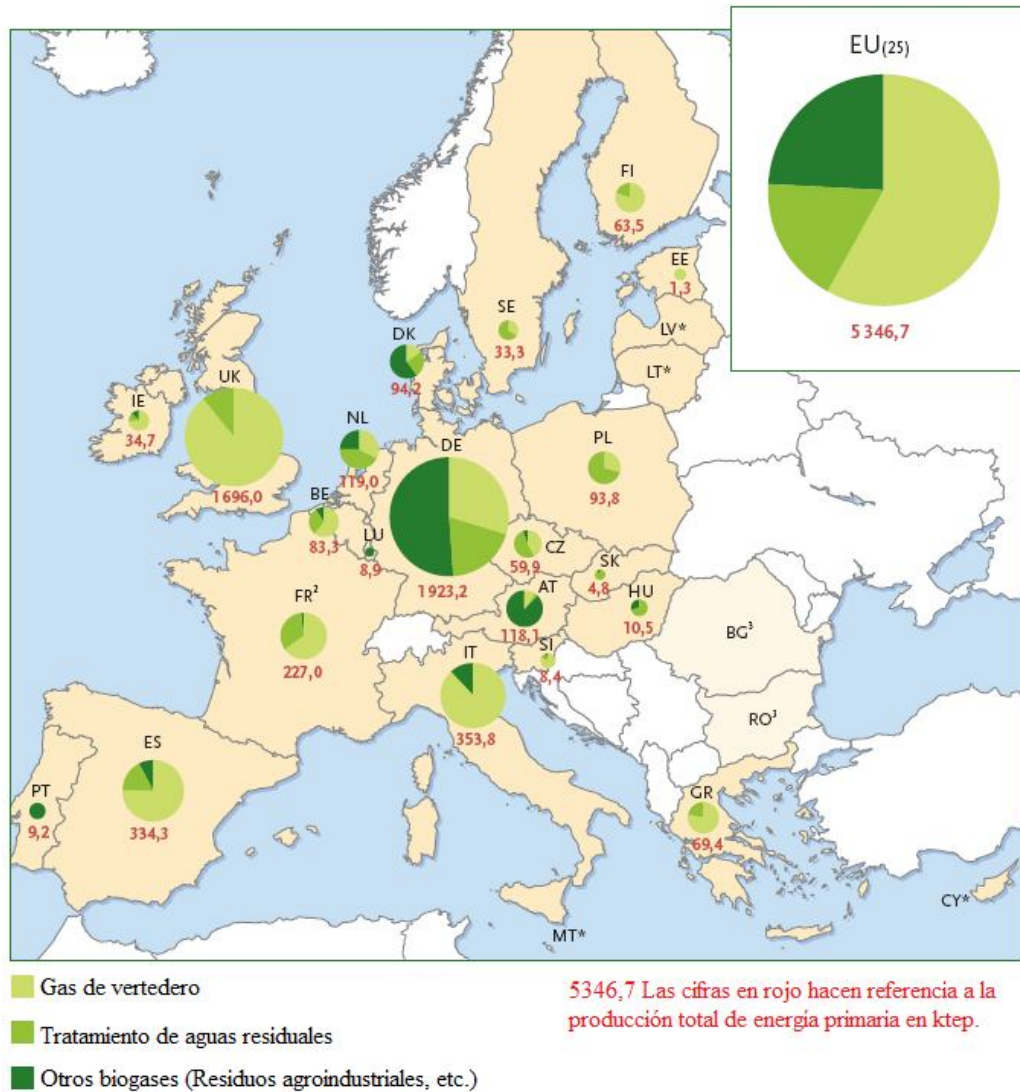 EU(25)
5 346,7
FI
63,5
EE
1,3
SE
33,3
LV*
DK
94,2
LT*
UK
1 696,0
IE
34,7
NL
119,0
DE
1 923,2
PL
93,8
BE
83,3
LU
8,9
CZ
59,9
SK
4,8
AT
118,1
HU
10,5
FR²
227,0
BG³
SI
8,4
IT
353,8
RO³
ES
334,3
PT
9,2
GR
69,4
CY*
MT*
Gas de vertedero
Tratamiento de aguas residuales
Otros biogases (Residuos agroindustriales, etc.)
5346,7 Las cifras en rojo hacen referencia a la
producción total de energía primaria en ktep.